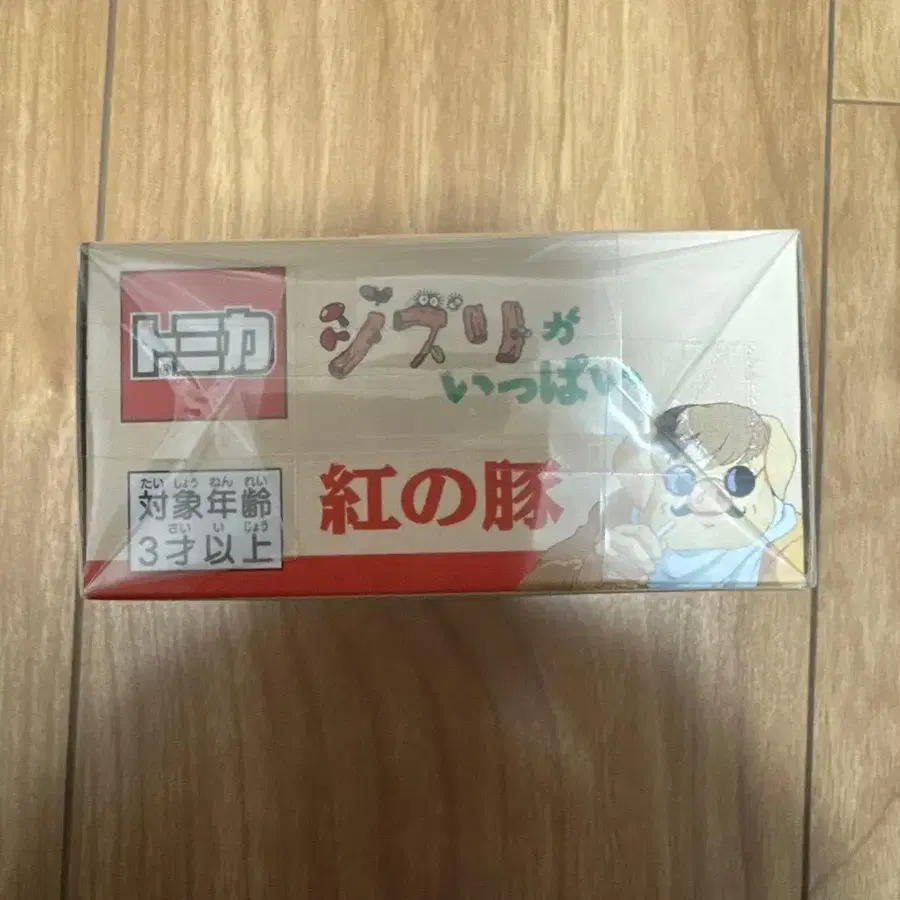 トミカ
ジブリが
いっぱい
たいしょうねんれい
対象年齢
さいいじょう
3才以上
紅の豚